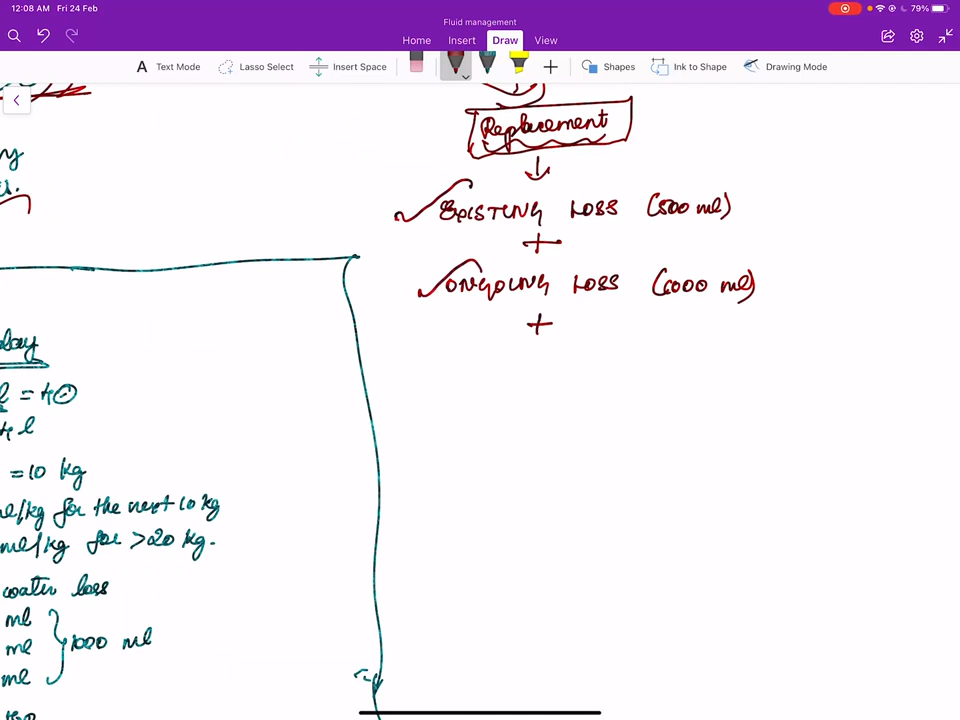 12:08 AM Fri 24 Feb
79%
Fluid management
Home Insert Draw View
Text Mode Lasso Select Insert Space Shapes Ink to Shape Drawing Mode
Replacement
EXISTING LOSS (500 ml)
+
ONGOING LOSS (1000 ml)
+
day
= 10 kg
ml/kg for the next 10 kg
ml/kg for >20 kg.
water loss
ml
ml } 1000 ml
ml